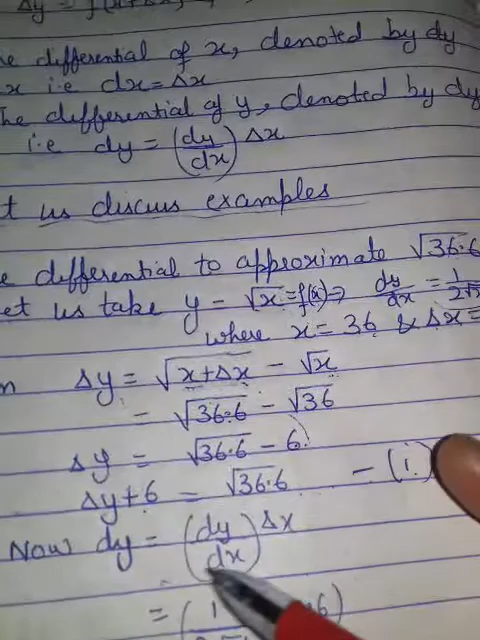 Δy = f(x+Δx)
e differential of x, denoted by dy
x i.e dx = Δx
The differential of y, denoted by dy
i.e dy = (dy/dx) Δx
t us discuss examples
e differential to approximate √36.6
et us take y = √x = f(x) ⇒ dy/dx = 1/2√x
where x = 36 & Δx =
n Δy = √x+Δx - √x
= √36.6 - √36
Δy = √36.6 - 6
Δy + 6 = √36.6 - (i)
Now dy = (dy/dx) Δx
= (1 6)